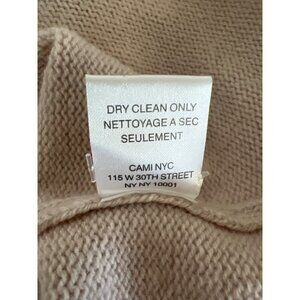 DRY CLEAN ONLY
NETTOYAGE A SEC
SEULEMENT
CAMI NYC
115 W 30TH STREET
NY NY 10001